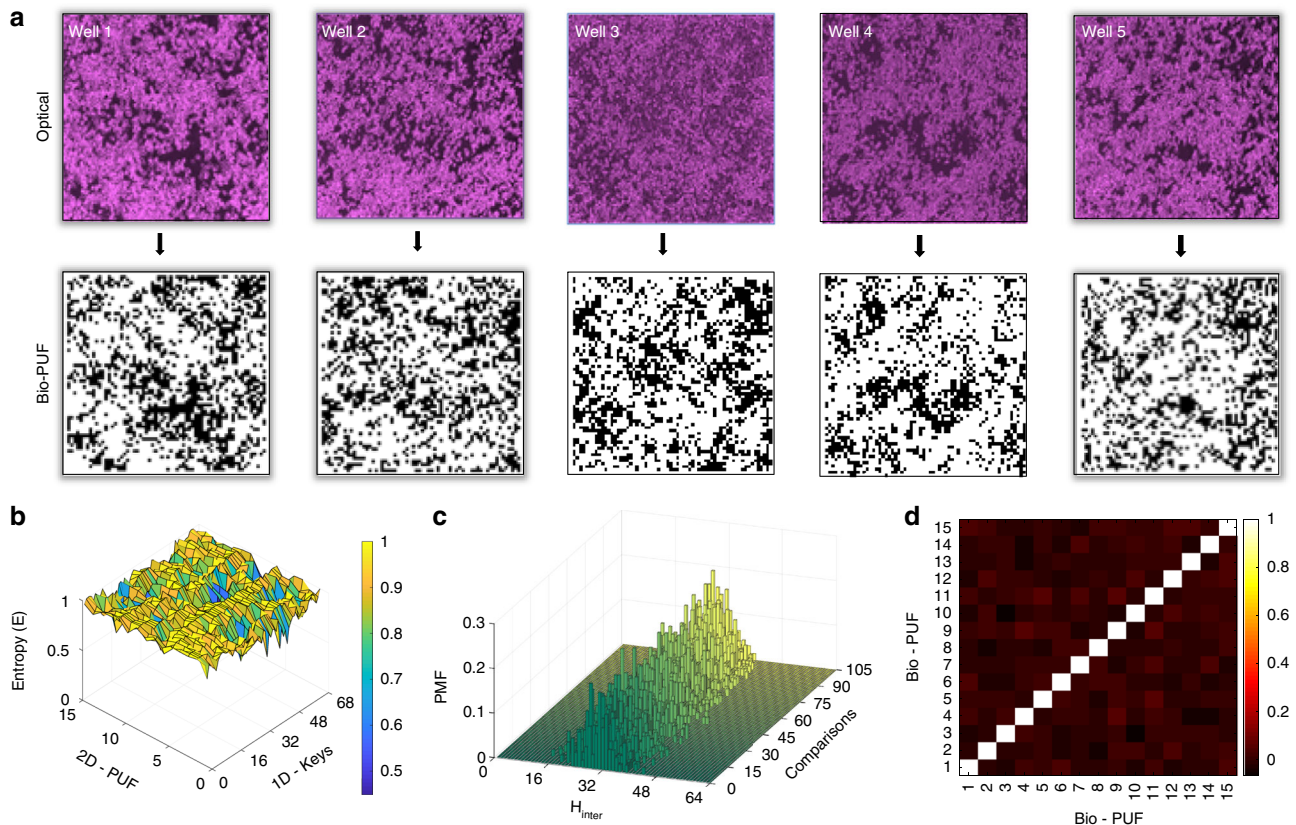 a
Well 1
Well 2
Well 3
Well 4
Well 5
Optical
Bio-PUF
b
Entropy (E)
1
0.5
0
15
10
5
0
2D - PUF
0
16
32
48
68
1D - Keys
1
0.9
0.8
0.7
0.6
0.5
c
PMF
0.3
0.2
0.1
0
0
16
32
48
64
H_inter
0
15
30
45
60
75
90
105
Comparisons
d
Bio - PUF
15
14
13
12
11
10
9
8
7
6
5
4
3
2
1
1 2 3 4 5 6 7 8 9 10 11 12 13 14 15
Bio - PUF
1
0.8
0.6
0.4
0.2
0